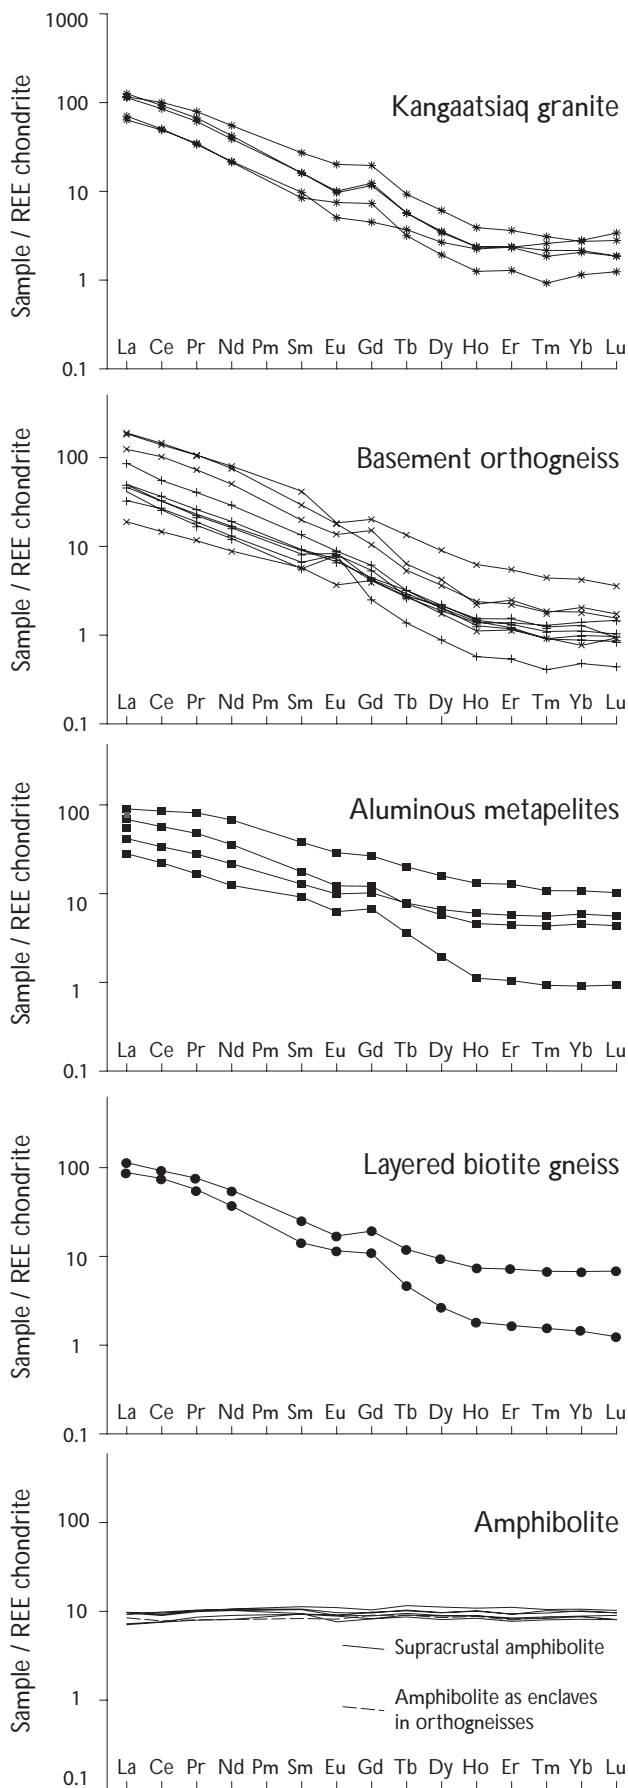 1000
100
10
1
0.1
Sample / REE chondrite
Kangaatsiaq granite
La Ce Pr Nd Pm Sm Eu Gd Tb Dy Ho Er Tm Yb Lu
100
10
1
0.1
Sample / REE chondrite
Basement orthogneiss
La Ce Pr Nd Pm Sm Eu Gd Tb Dy Ho Er Tm Yb Lu
100
10
1
0.1
Sample / REE chondrite
Aluminous metapelites
La Ce Pr Nd Pm Sm Eu Gd Tb Dy Ho Er Tm Yb Lu
100
10
1
0.1
Sample / REE chondrite
Layered biotite gneiss
La Ce Pr Nd Pm Sm Eu Gd Tb Dy Ho Er Tm Yb Lu
100
10
1
0.1
Sample / REE chondrite
Amphibolite
Supracrustal amphibolite
Amphibolite as enclaves
in orthogneisses
La Ce Pr Nd Pm Sm Eu Gd Tb Dy Ho Er Tm Yb Lu